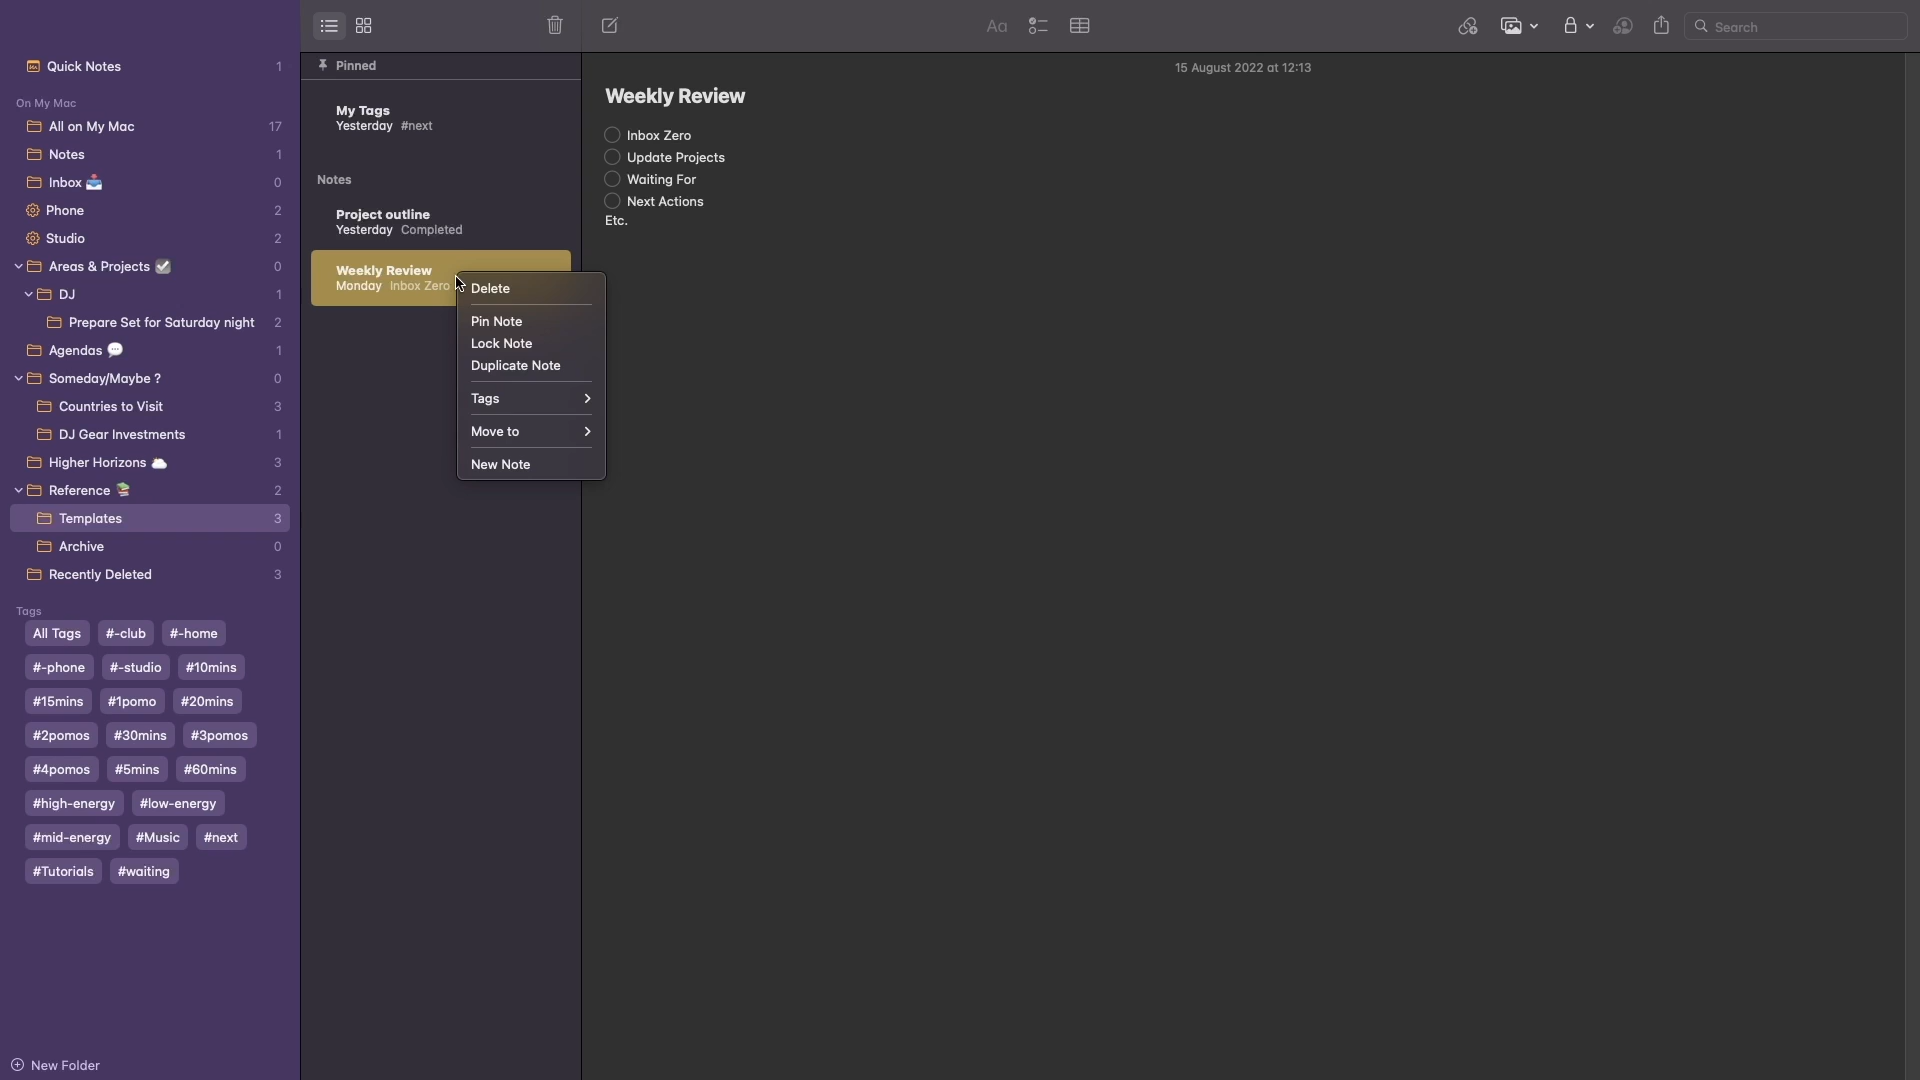 Aa
Search
Quick Notes 1
On My Mac
All on My Mac 17
Notes 1
Inbox 📥 0
Phone 2
Studio 2
Areas & Projects ☑️ 0
DJ 1
Prepare Set for Saturday night 2
Agendas 💬 1
Someday/Maybe ? 0
Countries to Visit 3
DJ Gear Investments 1
Higher Horizons ☁️ 3
Reference 📚 2
Templates 3
Archive 0
Recently Deleted 3
Tags
All Tags #-club #-home
#-phone #-studio #10mins
#15mins #1pomo #20mins
#2pomos #30mins #3pomos
#4pomos #5mins #60mins
#high-energy #low-energy
#mid-energy #Music #next
#Tutorials #waiting
New Folder
Pinned
My Tags
Yesterday #next
Notes
Project outline
Yesterday Completed
Weekly Review
Monday Inbox Zero
Delete
Pin Note
Lock Note
Duplicate Note
Tags
Move to
New Note
15 August 2022 at 12:13
Weekly Review
Inbox Zero
Update Projects
Waiting For
Next Actions
Etc.